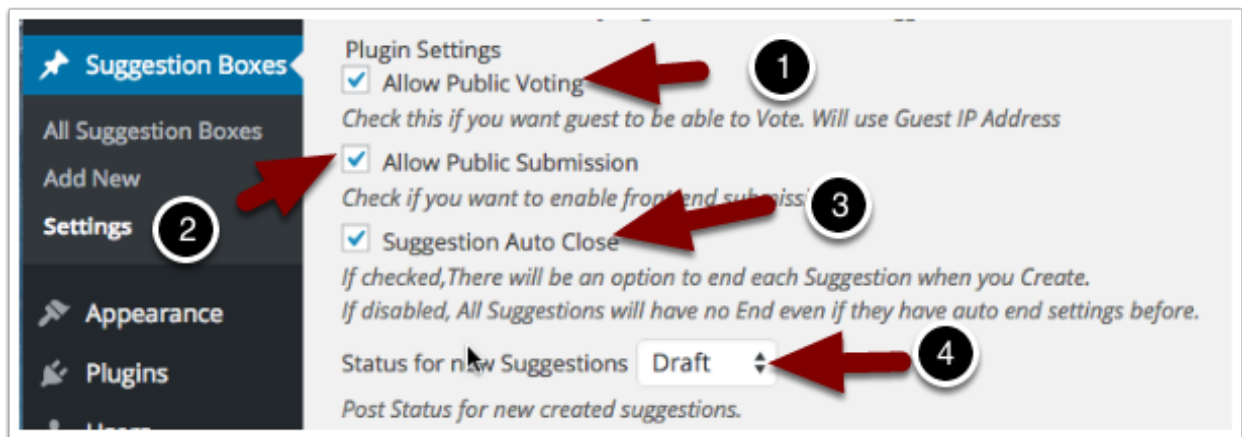 Suggestion Boxes
All Suggestion Boxes
Add New
Settings
Appearance
Plugins
Plugin Settings
Allow Public Voting
Check this if you want guest to be able to Vote. Will use Guest IP Address
Allow Public Submission
Check if you want to enable front end
Suggestion Auto Close
If checked,There will be an option to end each Suggestion when you Create.
If disabled, All Suggestions will have no End even if they have auto end settings before.
Status for new Suggestions Draft
Post Status for new created suggestions.
1
2
3
4